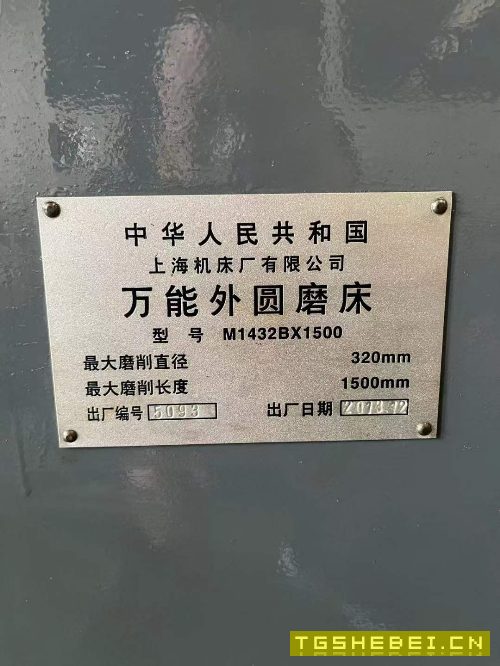 中华人民共和国
上海机床厂有限公司
万能外圆磨床
型 号 M1432BX1500
最大磨削直径 320mm
最大磨削长度 1500mm
出厂编号 5093 出厂日期 2013.12
TGSHEBEI.CN